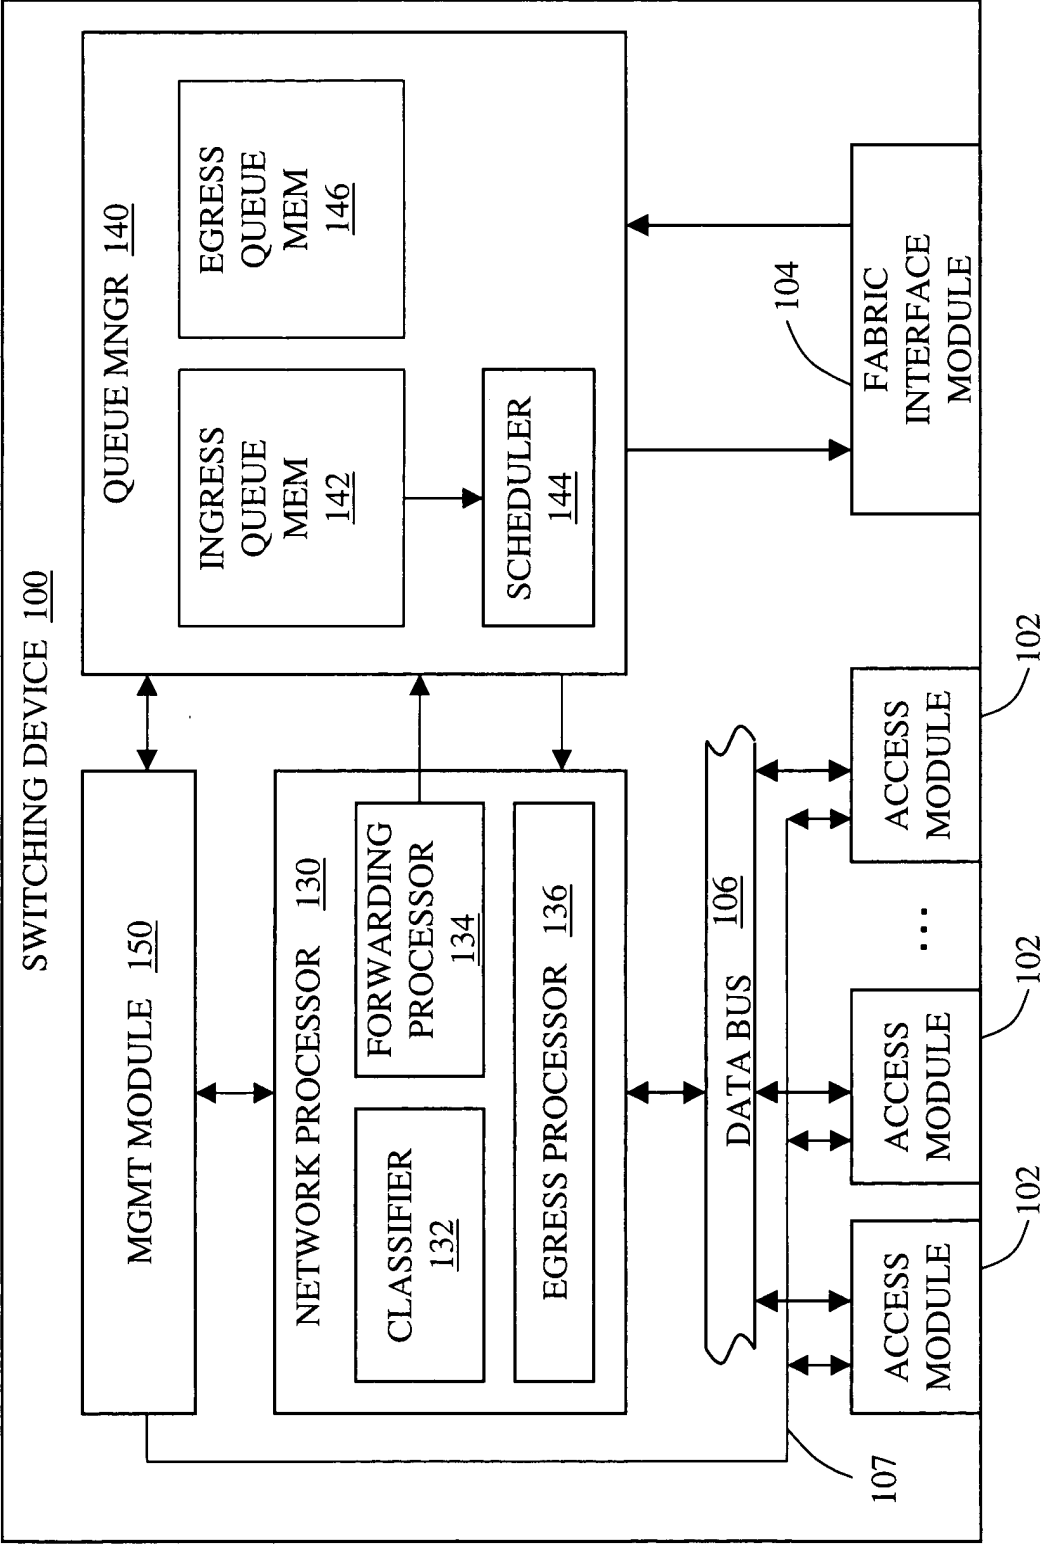 SWITCHING DEVICE 100
MGMT MODULE 150
QUEUE MNGR 140
NETWORK PROCESSOR 130
CLASSIFIER
132
FORWARDING
PROCESSOR
134
EGRESS PROCESSOR 136
INGRESS
QUEUE
MEM
142
EGRESS
QUEUE
MEM
146
SCHEDULER
144
DATA BUS 106
107
104
ACCESS
MODULE
ACCESS
MODULE
...
ACCESS
MODULE
FABRIC
INTERFACE
MODULE
102
102
102